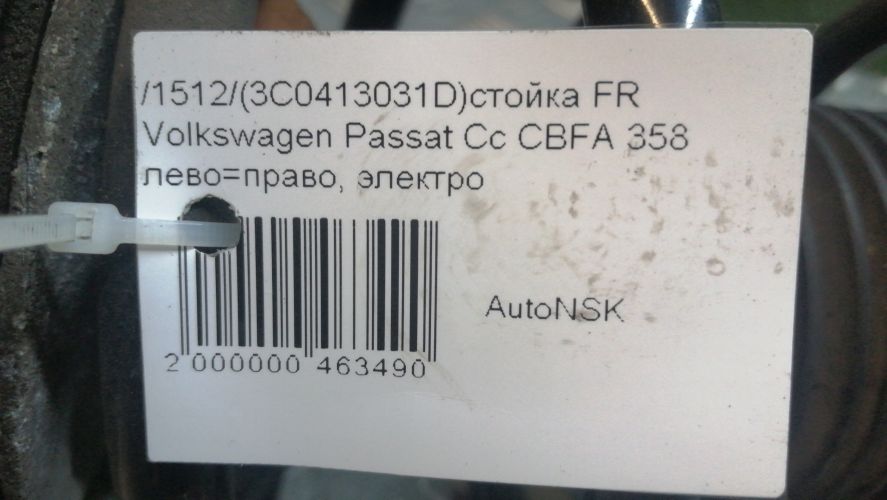 /1512/(3C0413031D)стойка FR
Volkswagen Passat Cc CBFA 358
лево=право, электро
AutoNSK
2 000000 463490